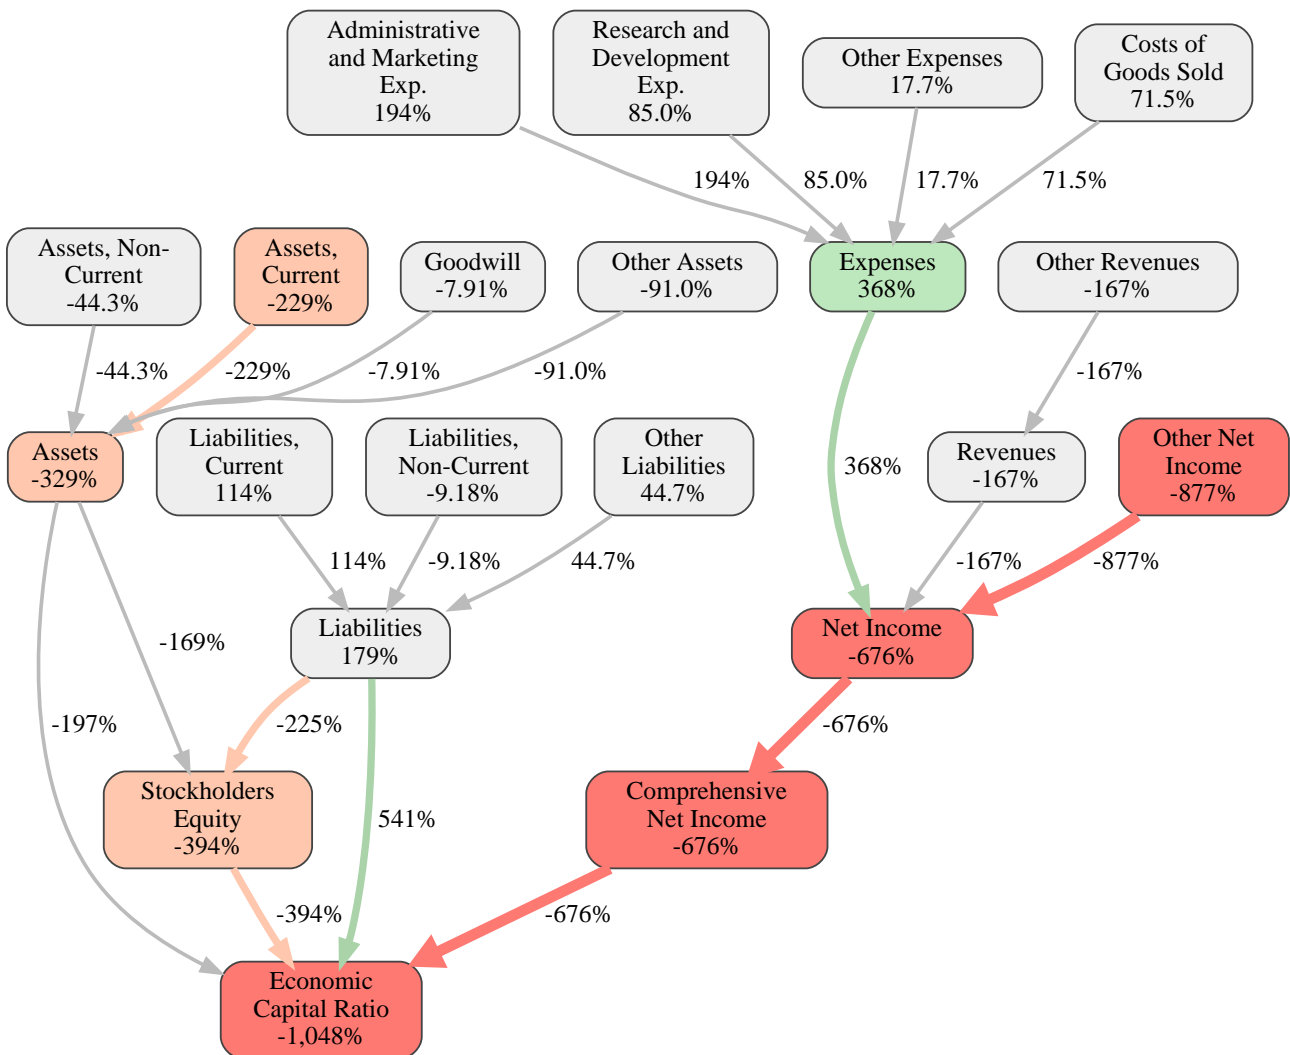 Administrative
and Marketing
Exp.
194%
Research and
Development
Exp.
85.0%
Other Expenses
17.7%
Costs of
Goods Sold
71.5%
194%
85.0%
17.7%
71.5%
Assets, Non-
Current
-44.3%
Assets,
Current
-229%
Goodwill
-7.91%
Other Assets
-91.0%
Expenses
368%
Other Revenues
-167%
-44.3%
-229%
-7.91%
-91.0%
-167%
Assets
-329%
Liabilities,
Current
114%
Liabilities,
Non-Current
-9.18%
Other
Liabilities
44.7%
368%
Revenues
-167%
Other Net
Income
-877%
114%
-9.18%
44.7%
-167%
-877%
-169%
Liabilities
179%
Net Income
-676%
-197%
-225%
-676%
Stockholders
Equity
-394%
541%
Comprehensive
Net Income
-676%
-394%
-676%
Economic
Capital Ratio
-1,048%